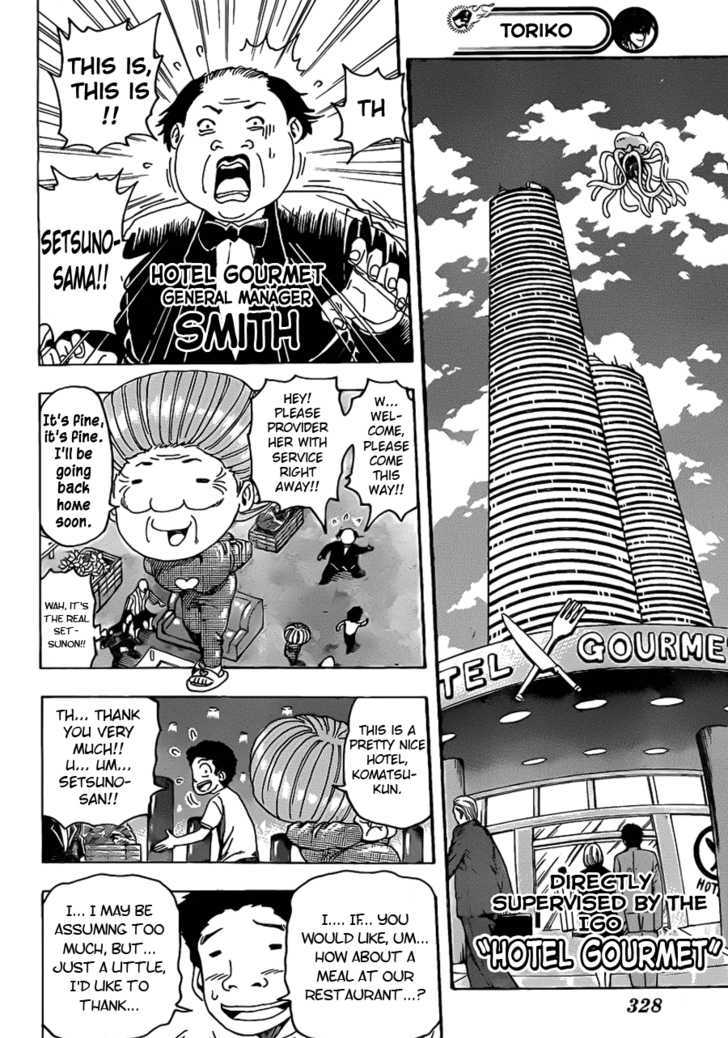 TORIKO
HOTEL GOURMET
HOT
DIRECTLY
SUPERVISED BY THE
IGO
"HOTEL GOURMET"
TH
THIS IS,
THIS IS
!!
SETSUNO-
SAMA!!
HOTEL GOURMET
GENERAL MANAGER
SMITH
W...
WEL-
COME,
PLEASE
COME
THIS
WAY!!
HEY!
PLEASE
PROVIDER
HER WITH
SERVICE
RIGHT
AWAY!!
It's fine,
it's fine.
I'll be
going
back
home
soon.
WAH, IT'S
THE REAL
SET-
SUNON!!
THIS IS A
PRETTY NICE
HOTEL,
KOMATSU-
KUN.
TH... THANK
YOU VERY
MUCH!!
U... UM...
SETSUNO-
SAN!!
I.... IF... YOU
WOULD LIKE, UM...
HOW ABOUT A
MEAL AT OUR
RESTAURANT...?
I... I MAY BE
ASSUMING TOO
MUCH, BUT...
JUST A LITTLE,
I'D LIKE TO
THANK...
328